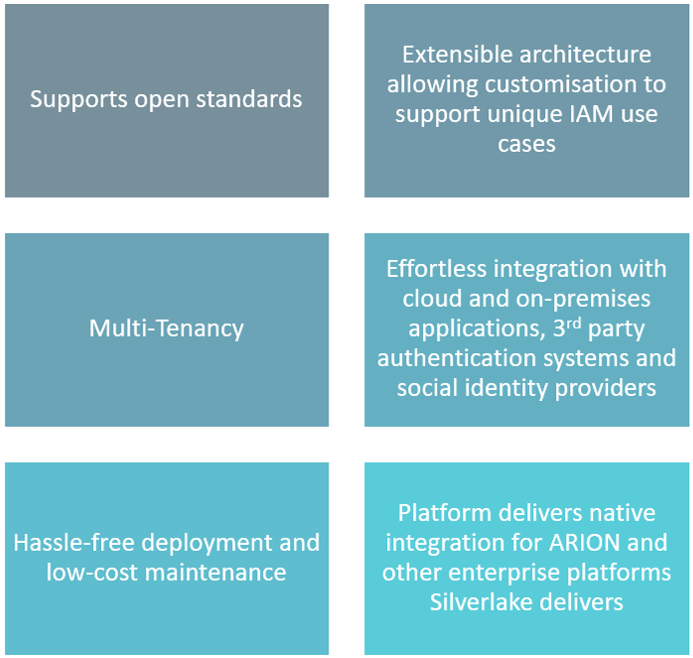 Supports open standards
Extensible architecture
allowing customisation to
support unique IAM use
cases
Multi-Tenancy
Effortless integration with
cloud and on-premises
applications, 3rd party
authentication systems and
social identity providers
Hassle-free deployment and
low-cost maintenance
Platform delivers native
integration for ARION and
other enterprise platforms
Silverlake delivers